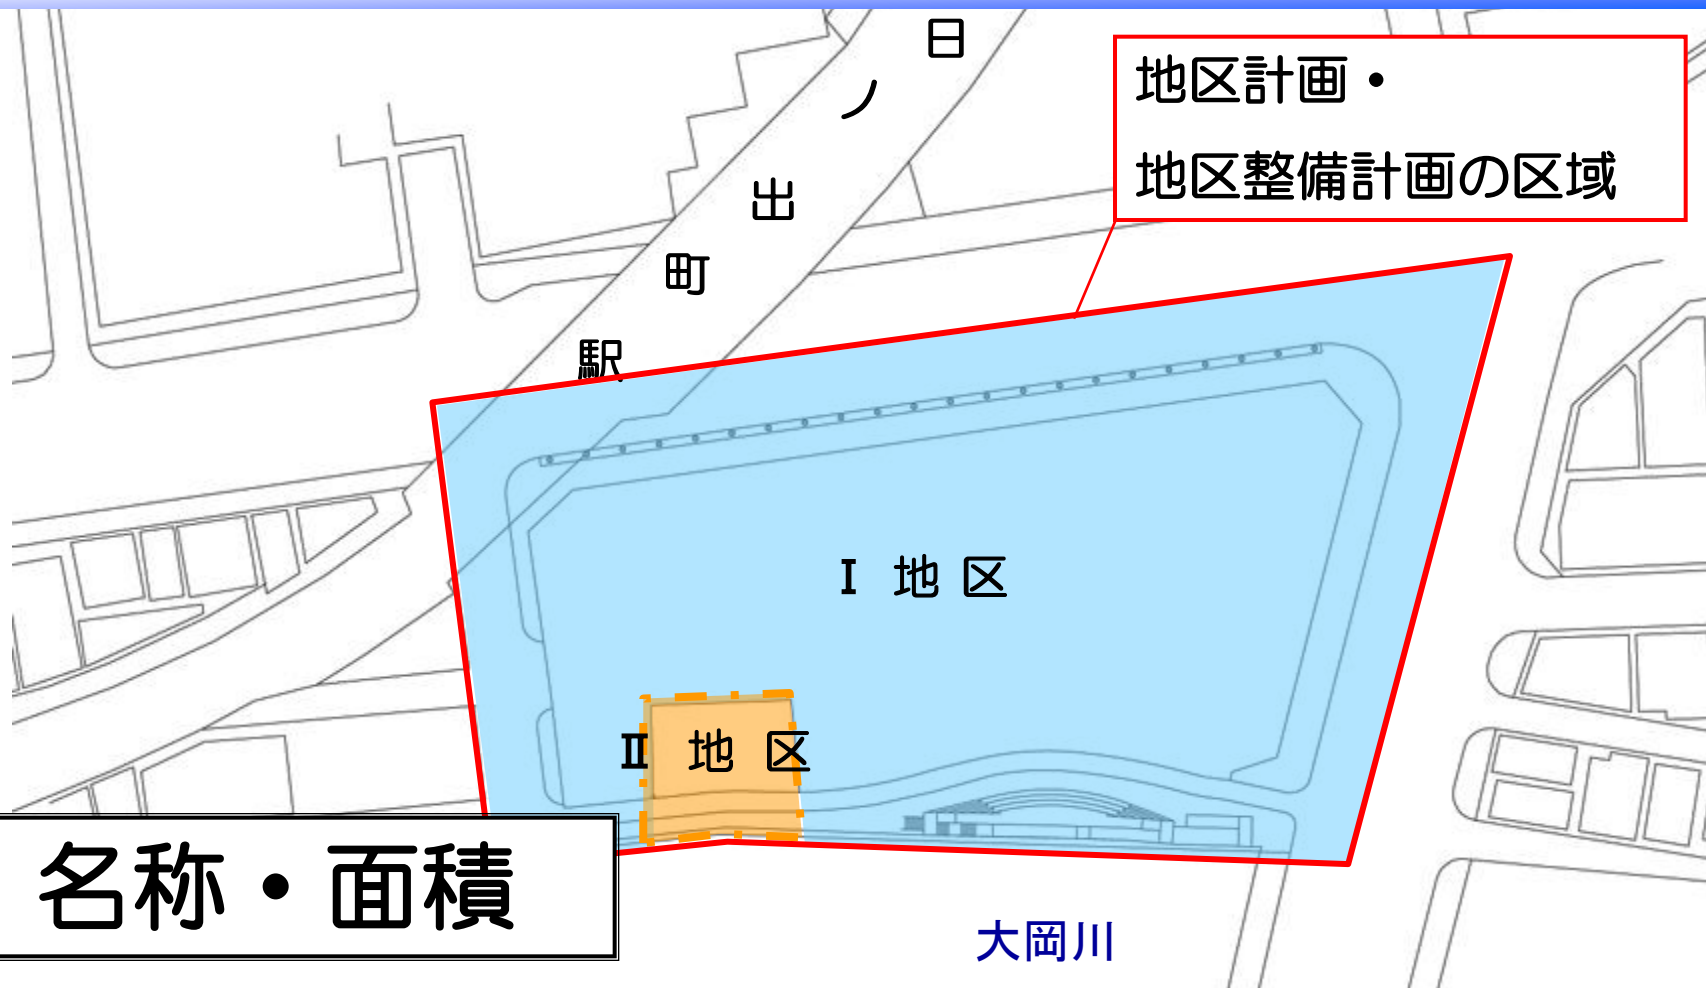 日ノ出町駅
地区計画・
地区整備計画の区域
Ⅰ 地 区
Ⅱ 地 区
名称・面積
大岡川